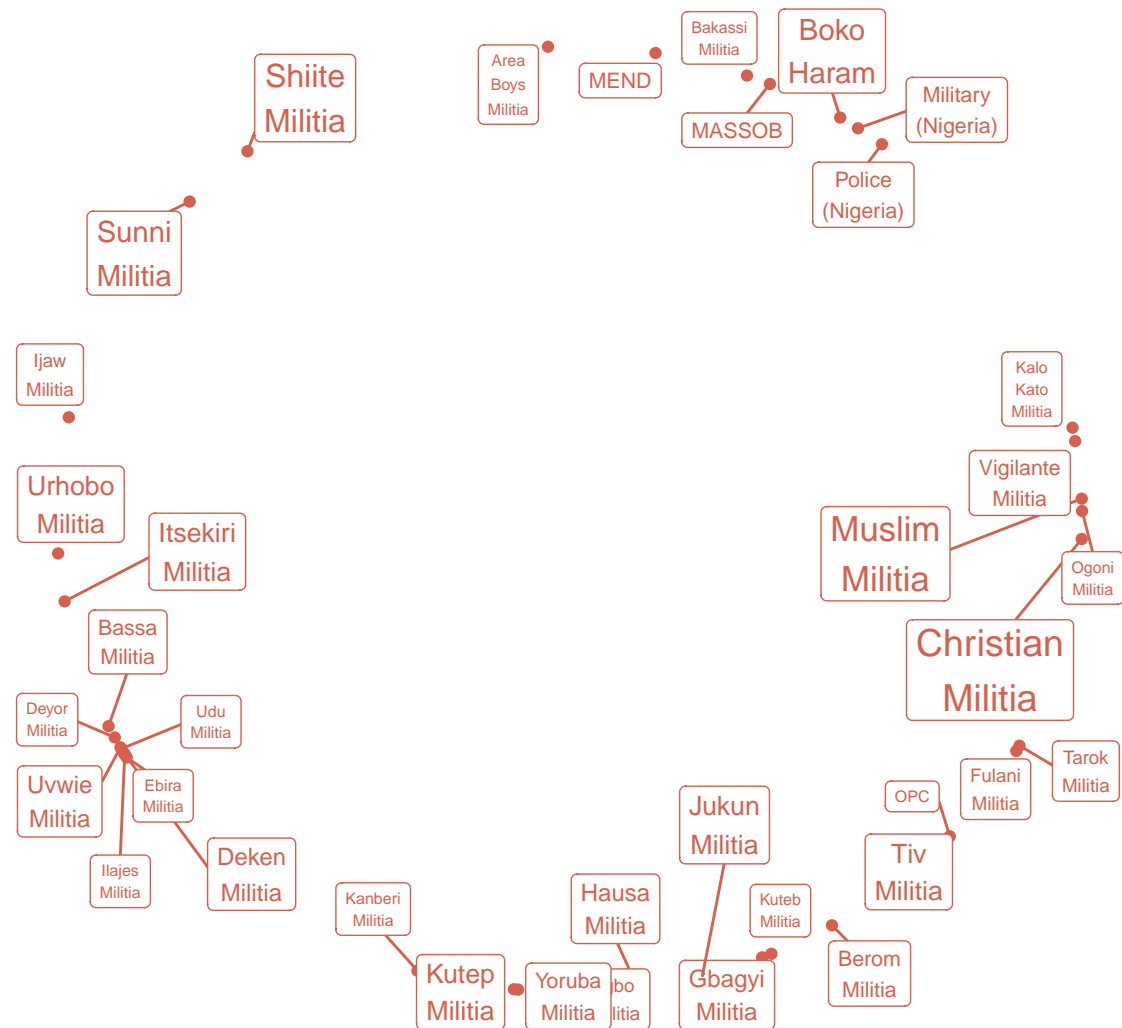 Boko
Haram
Bakassi
Militia
Area
Boys
Militia
MEND
MASSOB
Military
(Nigeria)
Police
(Nigeria)
Shiite
Militia
Sunni
Militia
Ijaw
Militia
Kalo
Kato
Militia
Vigilante
Militia
Urhobo
Militia
Itsekiri
Militia
Muslim
Militia
Ogoni
Militia
Christian
Militia
Bassa
Militia
Deyor
Militia
Udu
Militia
Uvwie
Militia
Ebira
Militia
Tarok
Militia
Fulani
Militia
OPC
Jukun
Militia
Tiv
Militia
Ilajes
Militia
Deken
Militia
Kanberi
Militia
Hausa
Militia
Kuteb
Militia
Berom
Militia
Kutep
Militia
Yoruba
Militia
Gbagyi
Militia